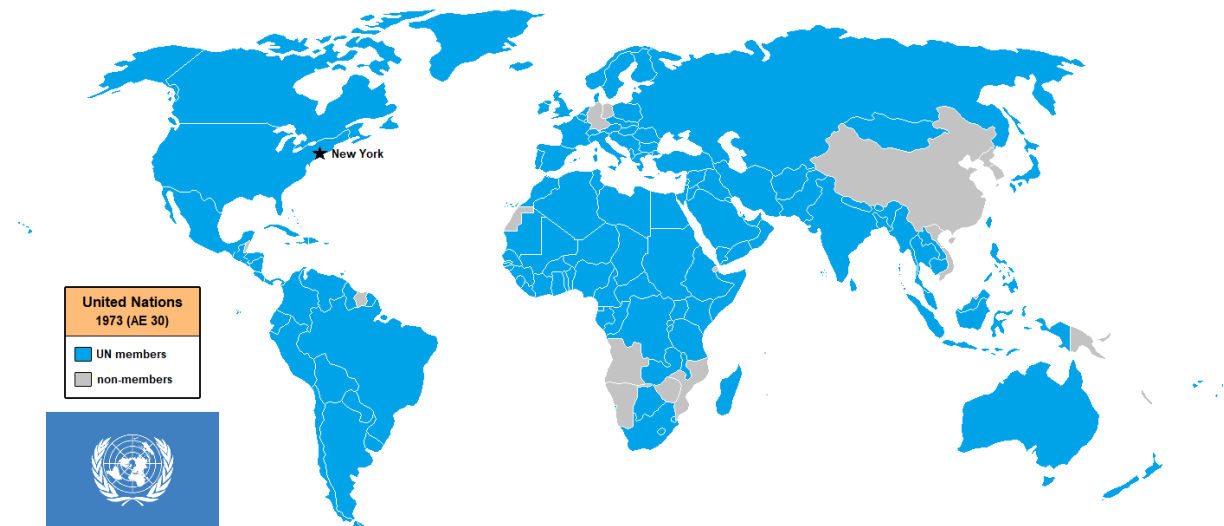 New York
United Nations
1973 (AE 30)
UN members
non-members